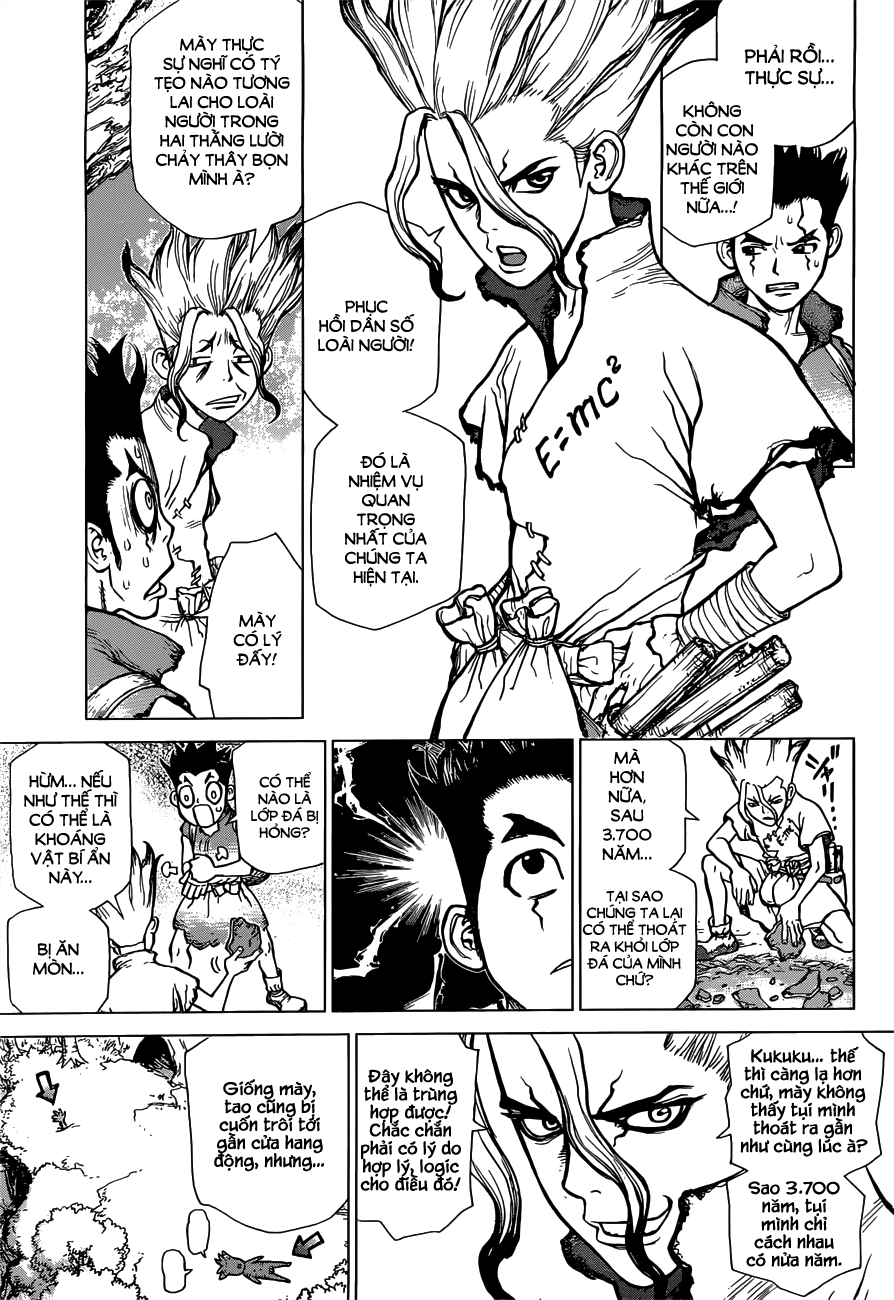 PHẢI RỒI...
THỰC SỰ...
KHÔNG
CÒN CON
NGƯỜI NÀO
KHÁC TRÊN
THẾ GIỚI
NỮA...!
PHỤC
HỒI DẦN SỐ
LOÀI NGƯỜI!
ĐÓ LÀ
NHIỆM VỤ
QUAN
TRỌNG
NHẤT CỦA
CHÚNG TA
HIỆN TẠI.
E=mc²
MÀY THỰC
SỰ NGHĨ CÓ TÝ
TẸO NÀO TƯƠNG
LAI CHO LOÀI
NGƯỜI TRONG
HAI THẰNG LƯỜI
CHẢY THÂY BỌN
MÌNH À?
MÀY
CÓ LÝ
ĐẤY!
MÀ
HƠN
NỮA,
SAU
3.700
NĂM...
TẠI SAO
CHÚNG TA LẠI
CÓ THỂ THOÁT
RA KHỎI LỚP
ĐÁ CỦA MÌNH
CHỨ?
CÓ THỂ
NÀO LÀ
LỚP ĐÁ BỊ
HỎNG?
HỪM... NẾU
NHƯ THẾ THÌ
CÓ THỂ LÀ
KHOÁNG
VẬT BÍ ẨN
NÀY...
BỊ ĂN
MÒN...
Kukuku... thế
thì càng lạ hơn
chứ, mày không
thấy tụi mình
thoát ra gần
như cùng lúc à?
Sao 3.700
năm, tụi
mình chỉ
cách nhau
có nửa năm.
Đây không
thể là trùng
hợp được!
Chắc chắn
phải có lý do
hợp lý, logic
cho điều đó!
Giống mày,
tao cũng bị
cuốn trôi tới
gần cửa hang
động, nhưng...